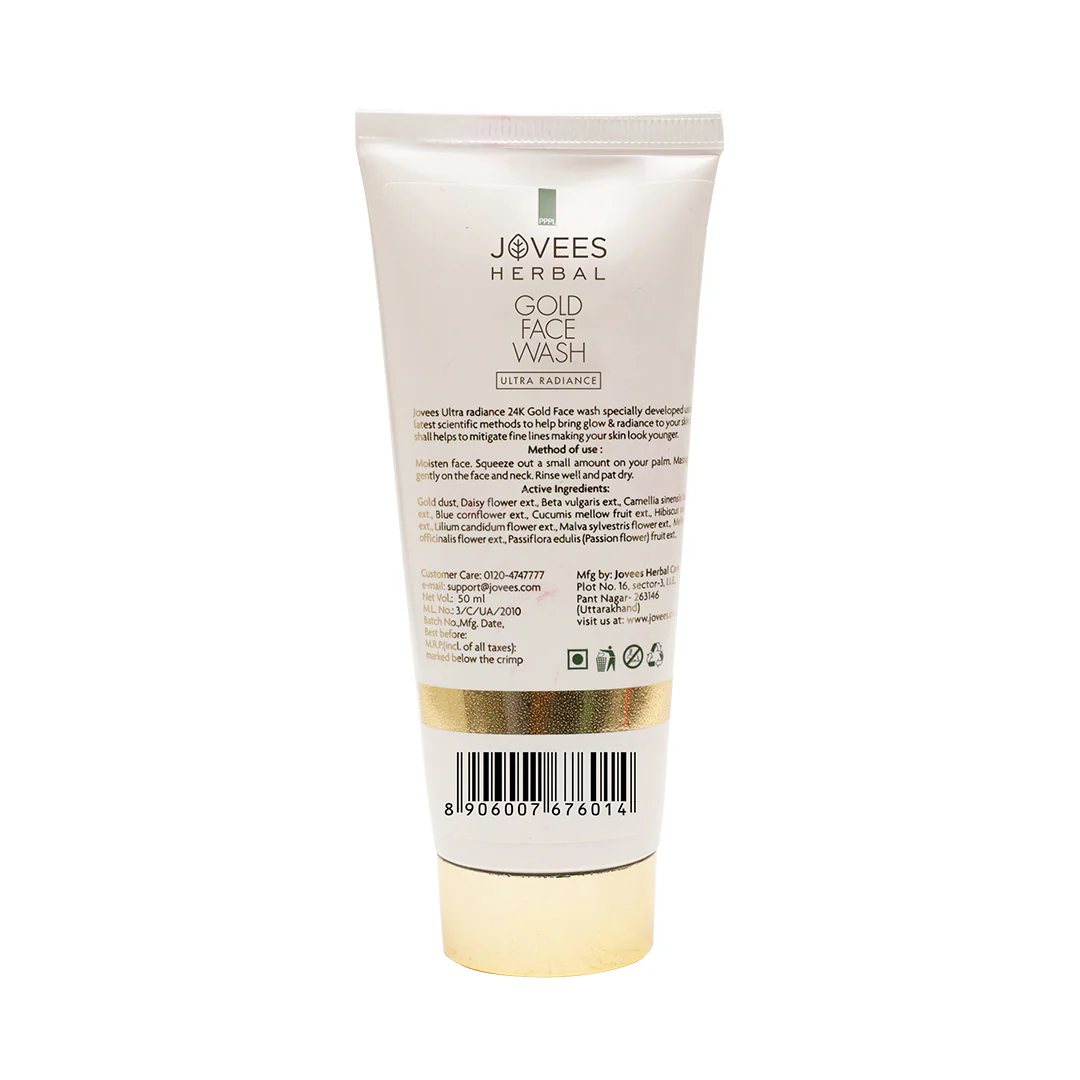 PPPL
JOVEES
HERBAL
GOLD
FACE
WASH
ULTRA RADIANCE
Jovees Ultra radiance 24K Gold Face wash specially developed
latest scientific methods to help bring glow & radiance to your skin
shall helps to mitigate fine lines making your skin look younger.
Method of use :
Moisten face. Squeeze out a small amount on your palm.
gently on the face and neck. Rinse well and pat dry.
Active Ingredients:
Gold dust, Daisy flower ext., Beta vulgaris ext., Camellia sinensis
ext., Blue cornflower ext., Cucumis mellow fruit ext., Hibiscus
ext., Lilium candidum flower ext., Malva sylvestris flower ext.,
officinalis flower ext., Passiflora edulis (Passion flower) fruit ext.,
Customer Care: 0120-4747777
e-mail: support@jovees.com
Net Vol.: 50 ml
M.L. No.: 3/C/UA/2010
Batch No.,Mfg. Date,
Best before:
M.R.P.(incl. of all taxes):
marked below the crimp
Mfg by: Jovees Herbal
Plot No. 16, sector-3, I.I.E.
Pant Nagar- 263146
(Uttarakhand)
visit us at:
8 906007 676014